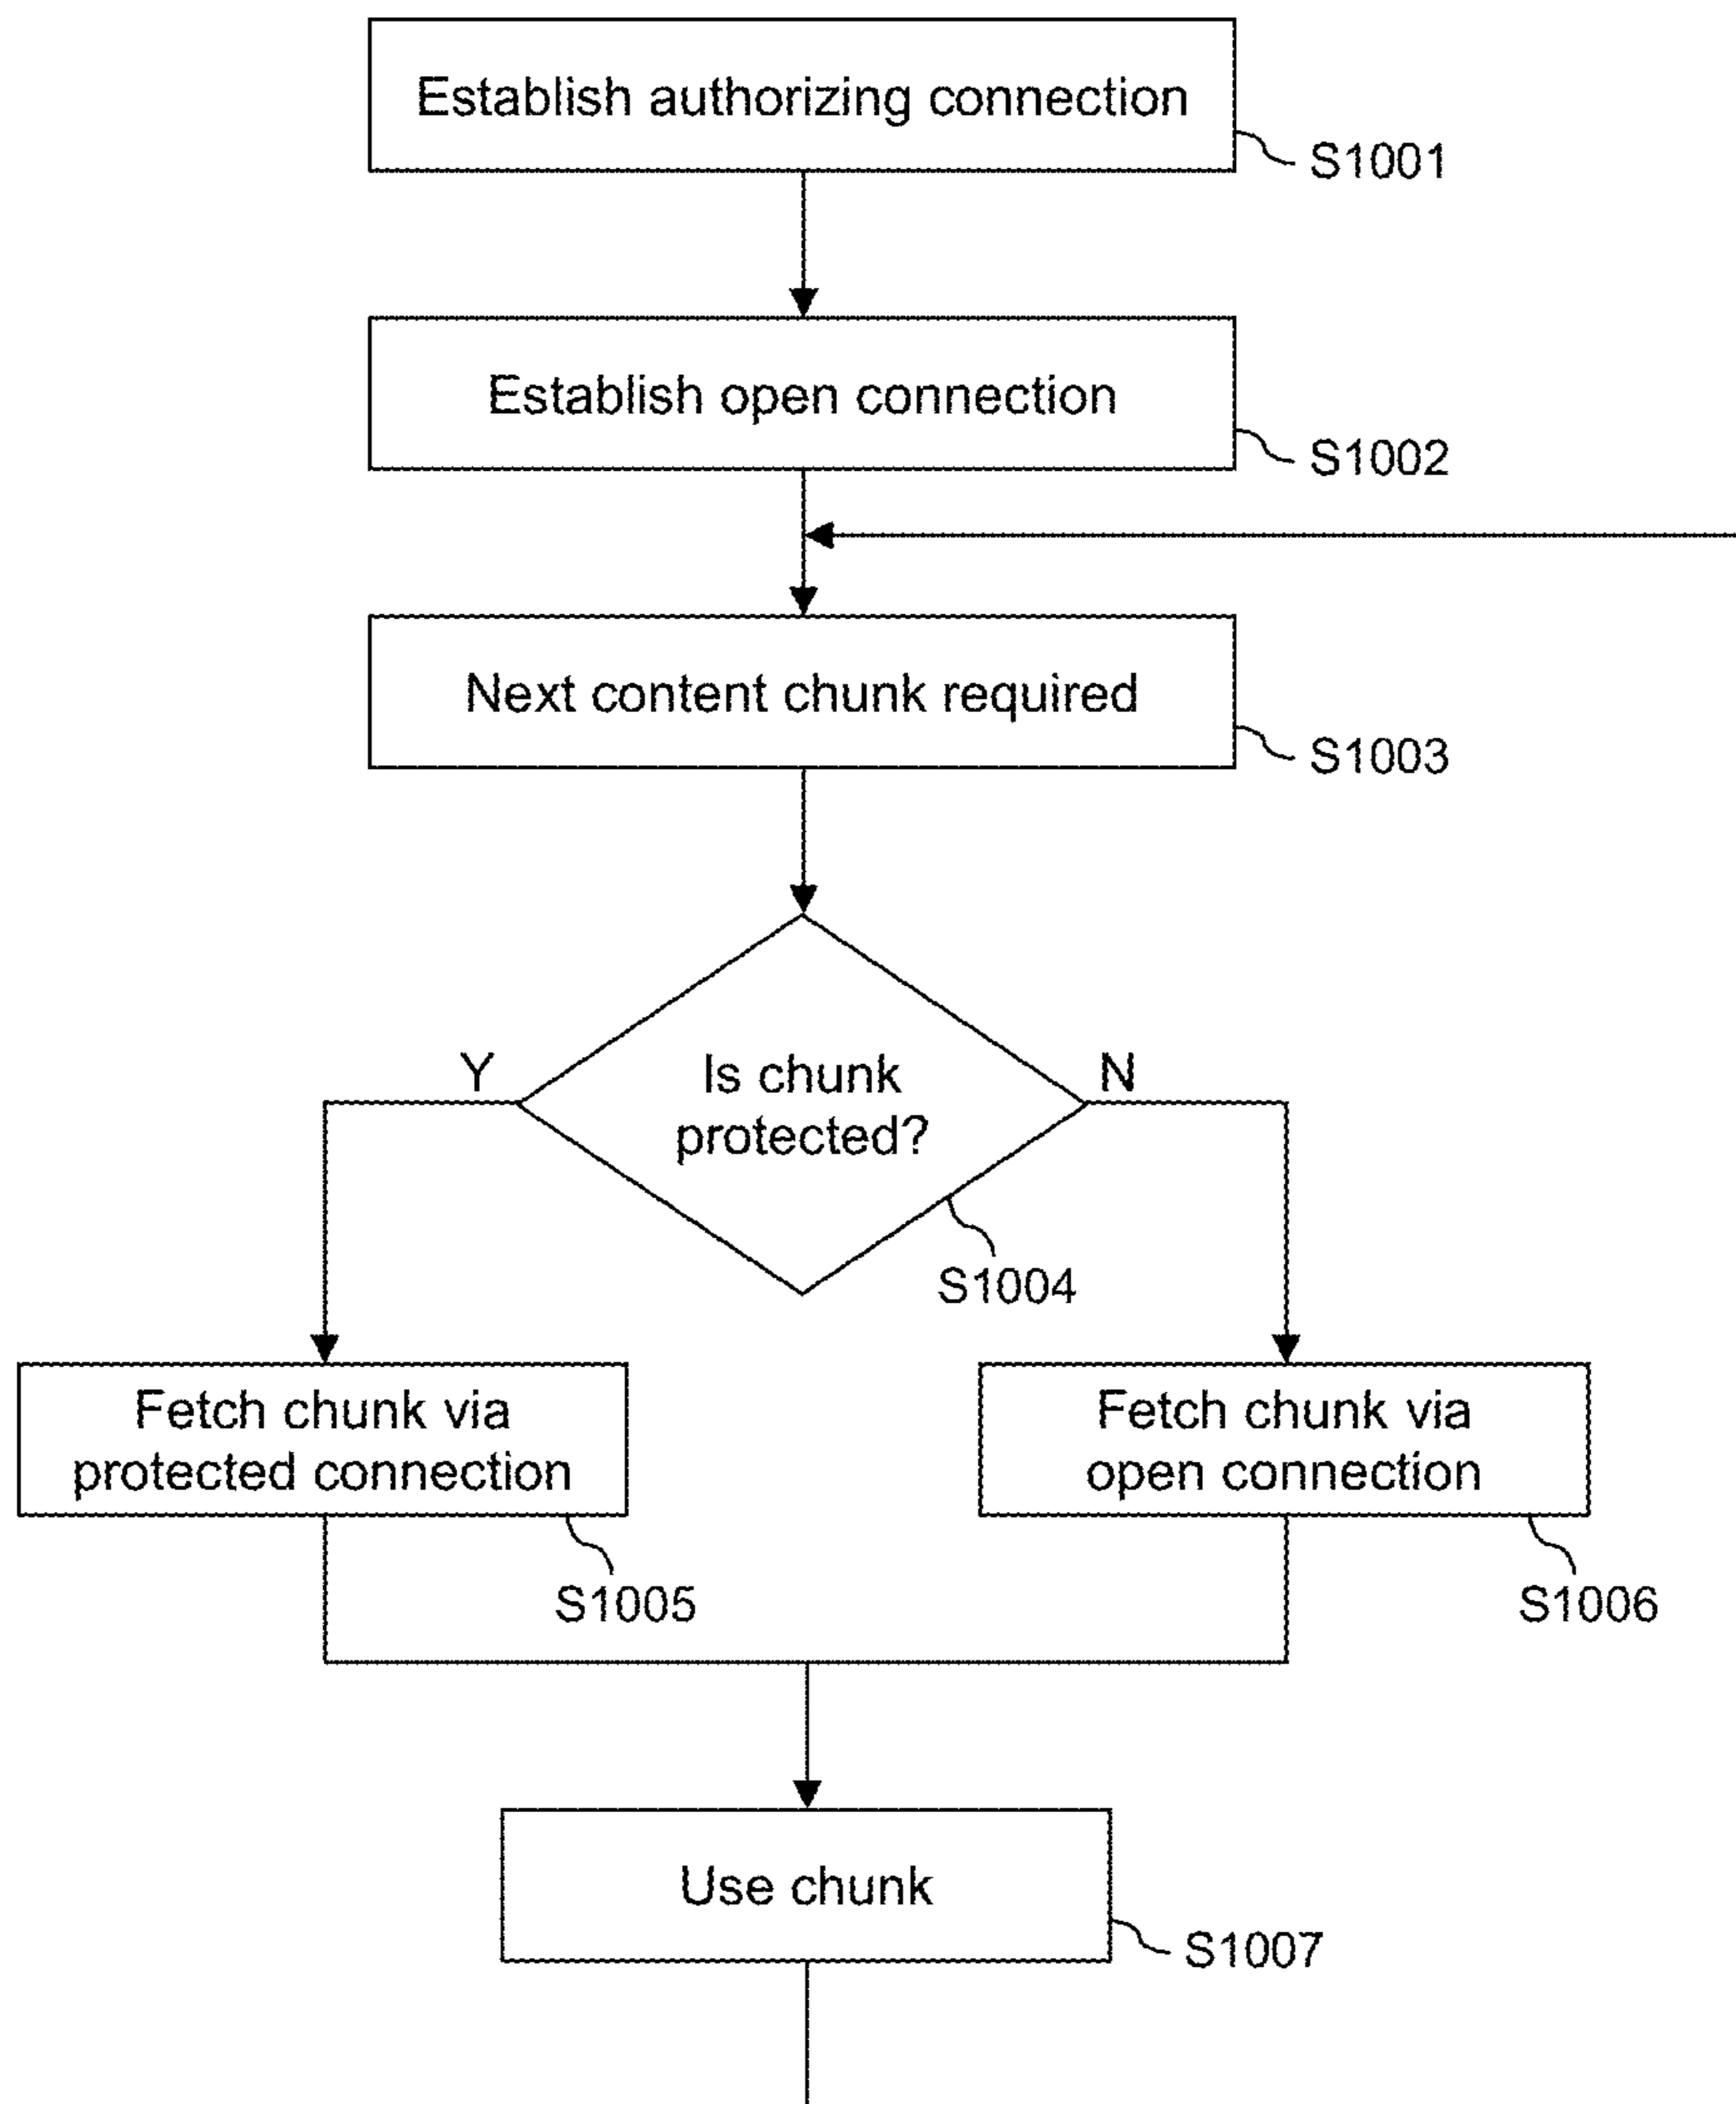 Establish authorizing connection
S1001
Establish open connection
S1002
Next content chunk required
S1003
Is chunk
protected?
Y
N
S1004
Fetch chunk via
protected connection
S1005
Fetch chunk via
open connection
S1006
Use chunk
S1007